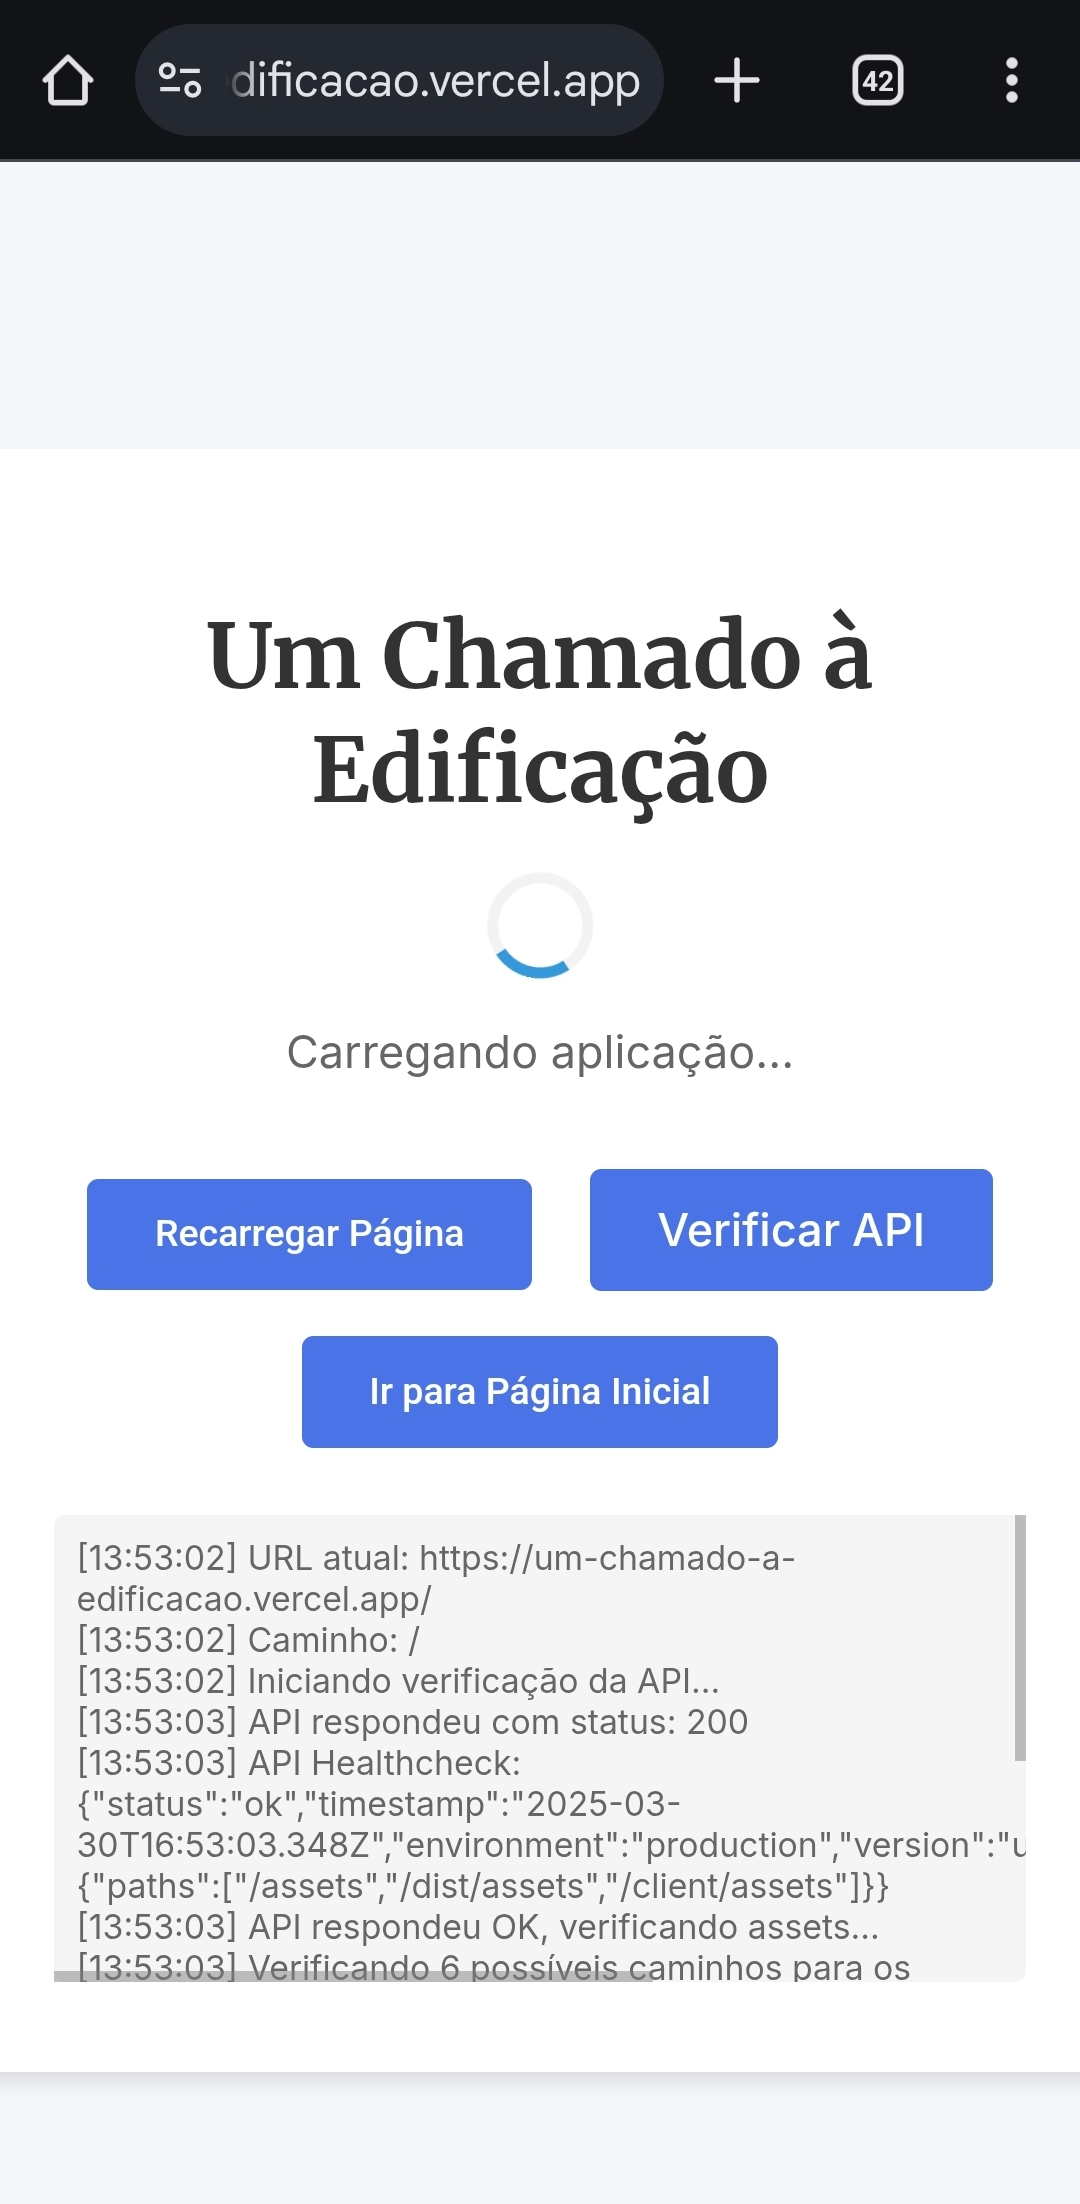 dificacao.vercel.app
42
Um Chamado à
Edificação
Carregando aplicação...
Recarregar Página
Verificar API
Ir para Página Inicial
[13:53:02] URL atual: https://um-chamado-a-
edificacao.vercel.app/
[13:53:02] Caminho: /
[13:53:02] Iniciando verificação da API...
[13:53:03] API respondeu com status: 200
[13:53:03] API Healthcheck:
{"status":"ok","timestamp":"2025-03-
30T16:53:03.348Z","environment":"production","version":"u
{"paths":["/assets","/dist/assets","/client/assets"]}}
[13:53:03] API respondeu OK, verificando assets...
[13:53:03] Verificando 6 possíveis caminhos para os